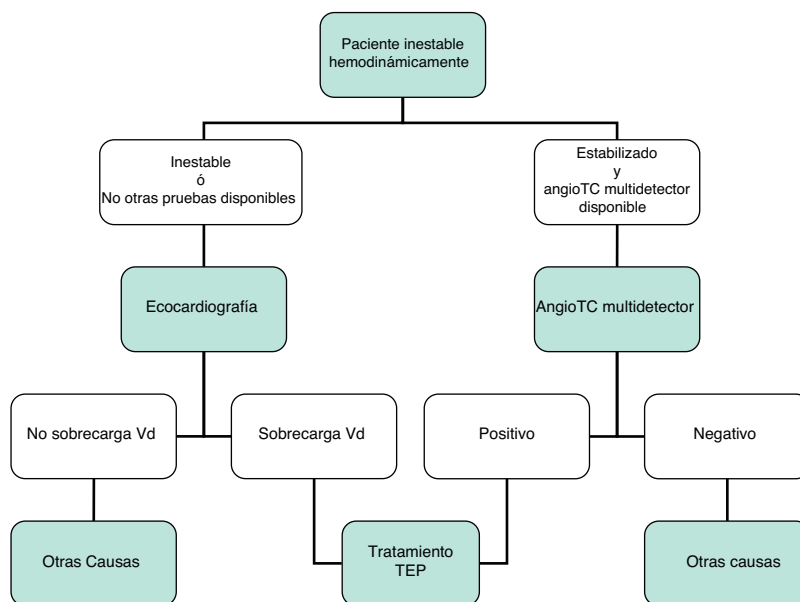 Paciente inestable
hemodinámicamente
Inestable
ó
No otras pruebas disponibles
Estabilizado
y
angioTC multidetector
disponible
Ecocardiografía
AngioTC multidetector
No sobrecarga Vd
Sobrecarga Vd
Positivo
Negativo
Otras Causas
Tratamiento
TEP
Otras causas